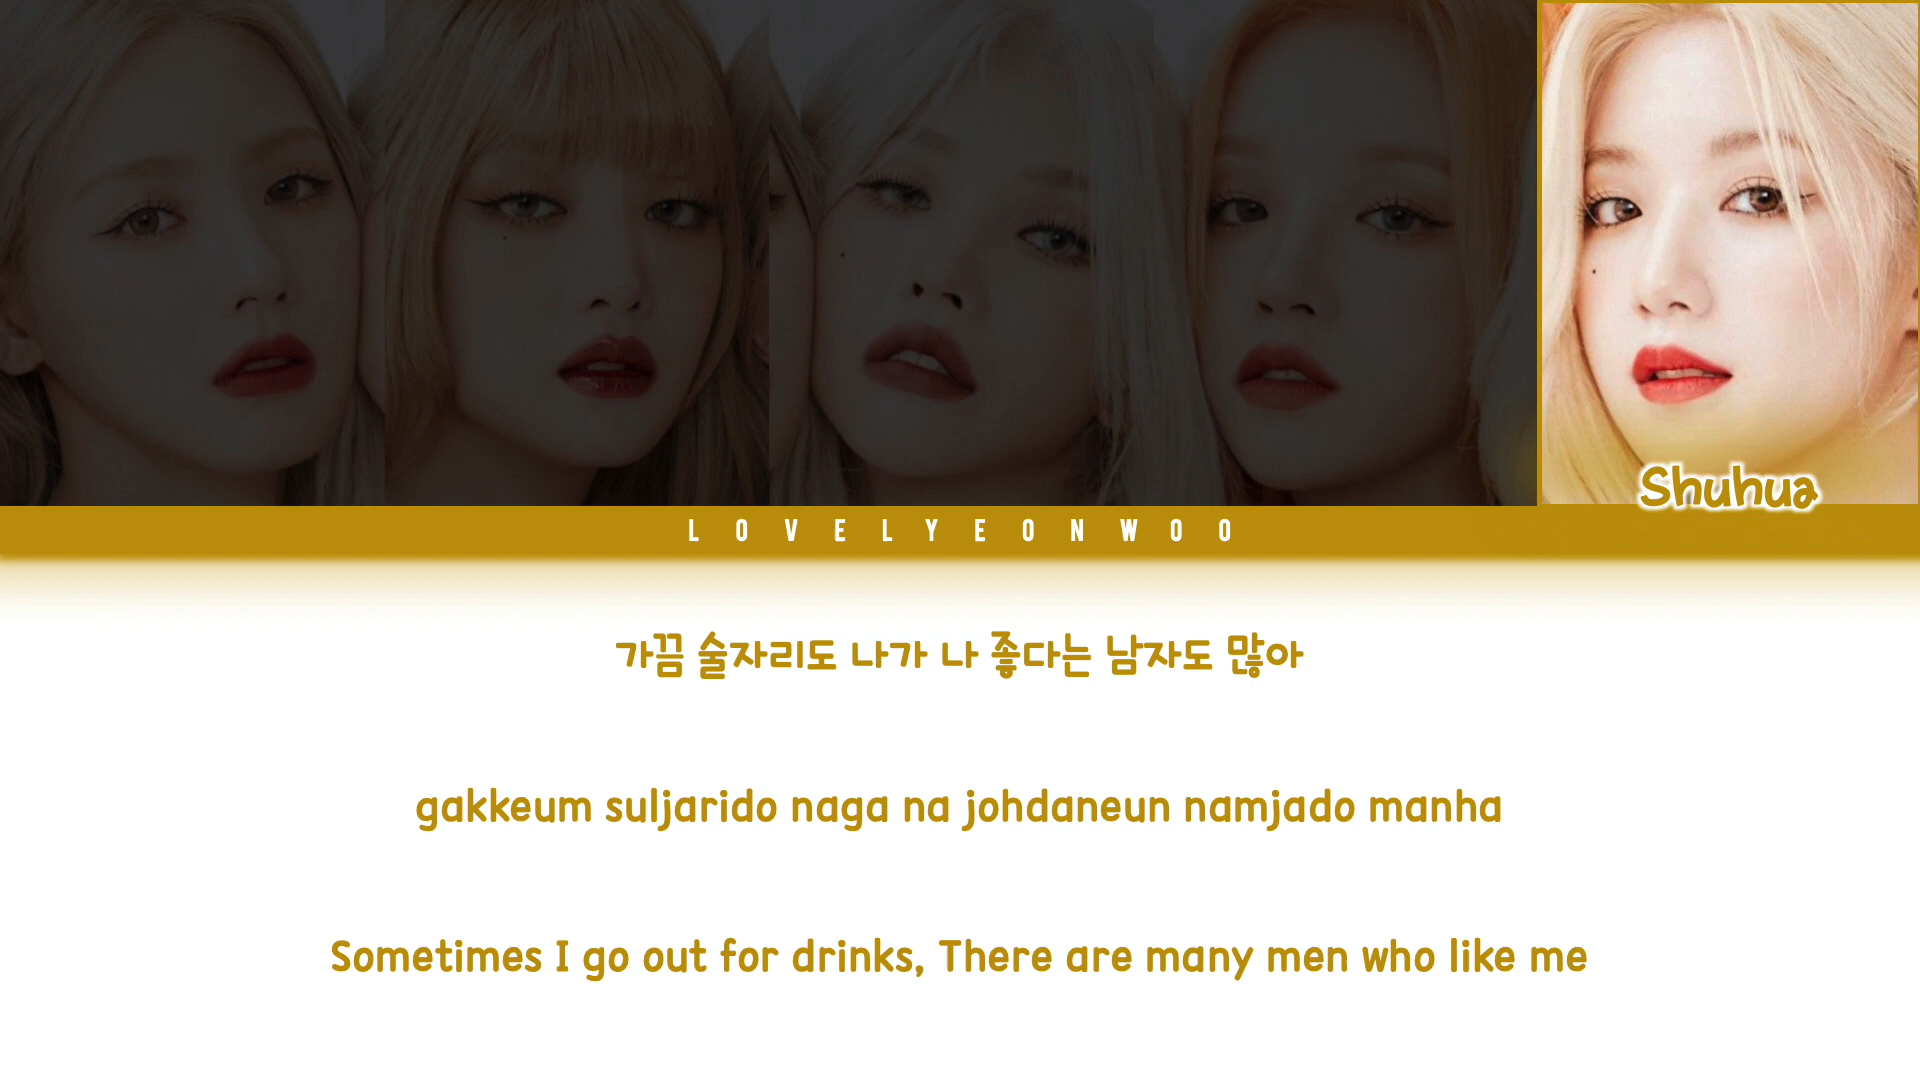 Shuhua
LOVELYEONWOO
가끔 술자리도 나가 나 좋다는 남자도 많아
gakkeum suljarido naga na johdaneun namjado manha
Sometimes I go out for drinks, There are many men who like me